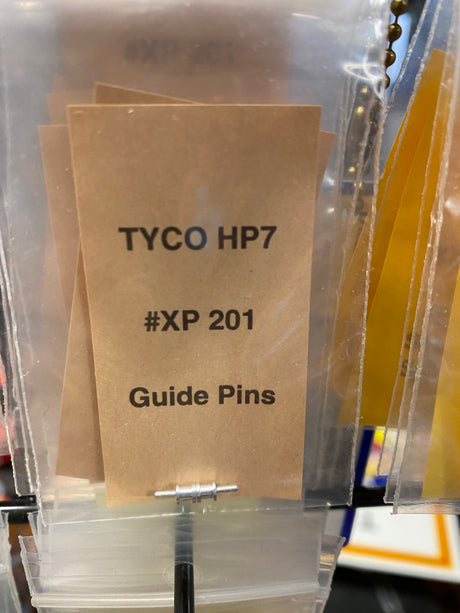 TYCO HP7
#XP 201
Guide Pins